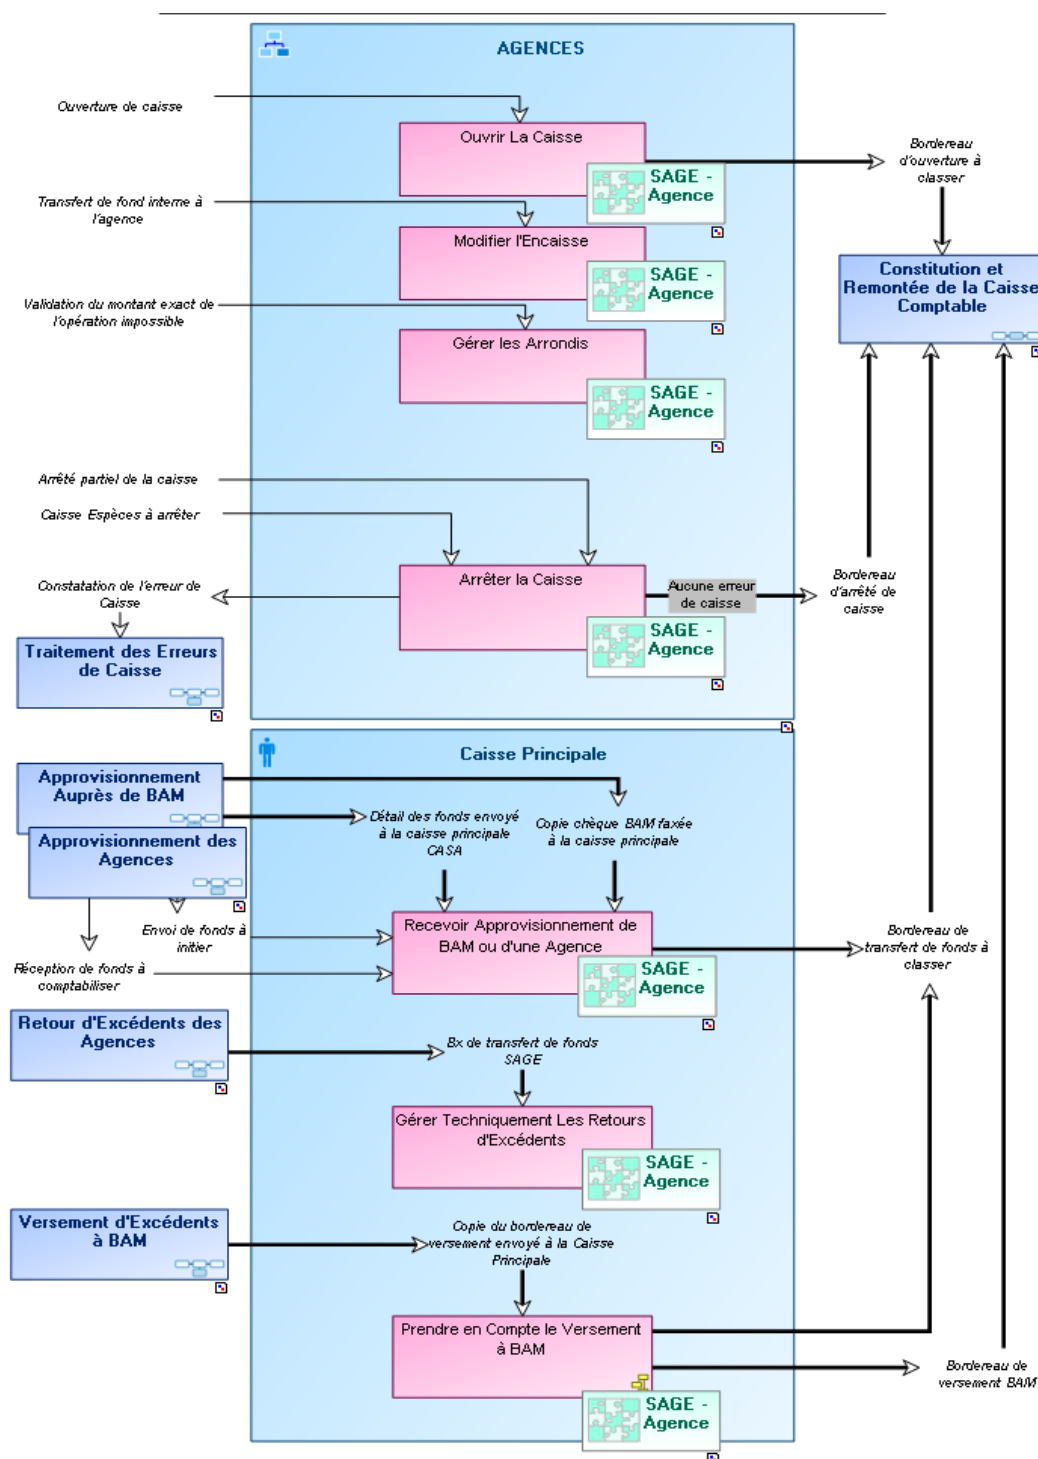 AGENCES
Ouverture de caisse
Ouvrir La Caisse
SAGE -
Agence
Bordereau
d'ouverture à
classer
Transfert de fond interne à
l'agence
Modifier l'Encaisse
SAGE -
Agence
Constitution et
Remontée de la Caisse
Comptable
Validation du montant exact de
l'opération impossible
Gérer les Arrondis
SAGE -
Agence
Arrêté partiel de la caisse
Caisse Espèces à arrêter
Arrêter la Caisse
Aucune erreur
de caisse
SAGE -
Agence
Bordereau
d'arrêté de
caisse
Constatation de l'erreur de
Caisse
Traitement des Erreurs
de Caisse
Caisse Principale
Approvisionnement
Auprès de BAM
Approvisionnement des
Agences
Détail des fonds envoyé
à la caisse principale
CASA
Copie chèque BAM faxée
à la caisse principale
Envoi de fonds à
initier
Réception de fonds à
comptabiliser
Recevoir Approvisionnement de
BAM ou d'une Agence
SAGE -
Agence
Bordereau de
transfert de fonds à
classer
Retour d'Excédents des
Agences
Bx de transfert de fonds
SAGE
Gérer Techniquement Les Retours
d'Excédents
SAGE -
Agence
Versement d'Excédents
à BAM
Copie du bordereau de
versement envoyé à la Caisse
Principale
Prendre en Compte le Versement
à BAM
SAGE -
Agence
Bordereau de
versement BAM